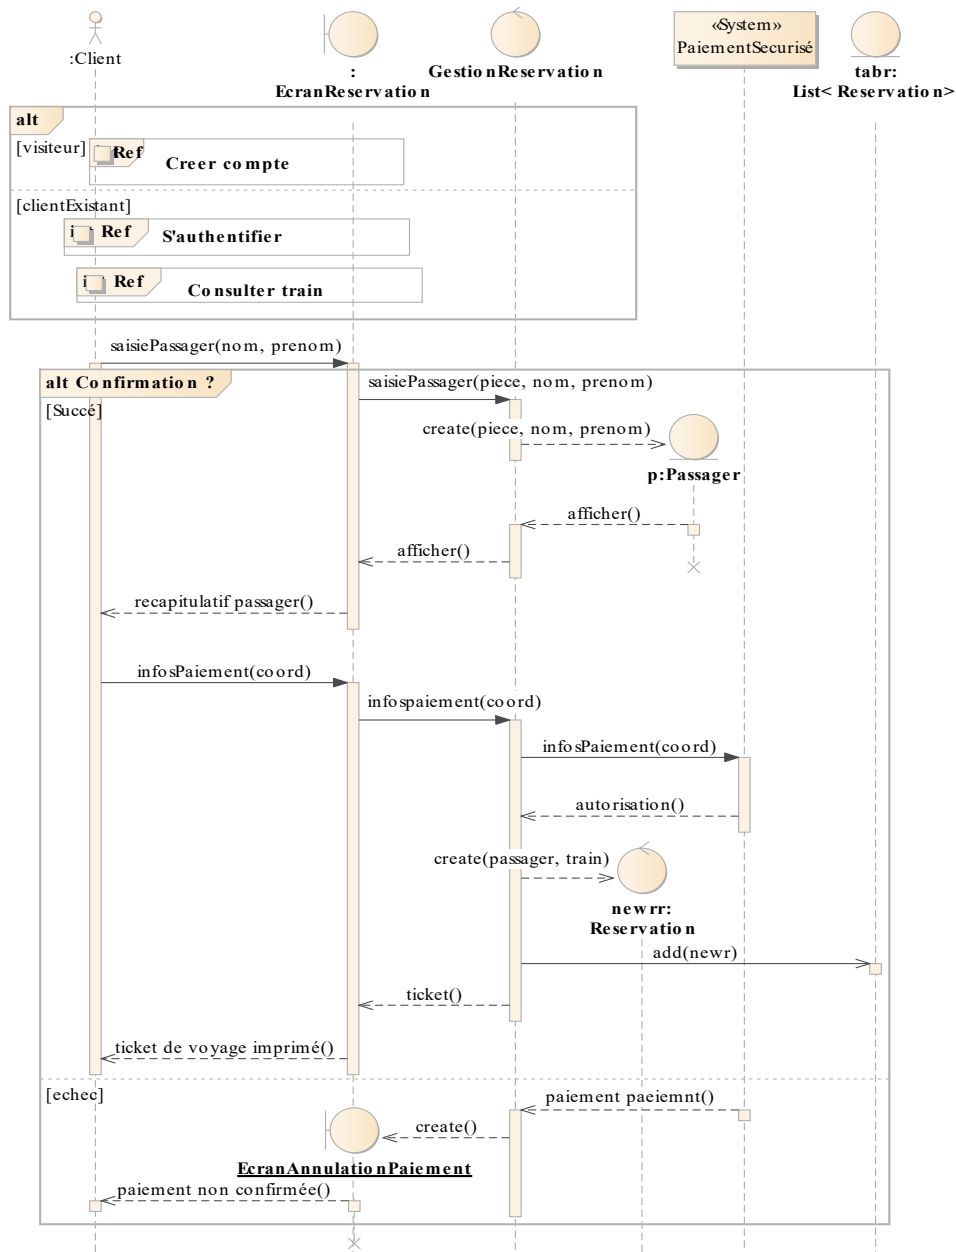 :Client
:
EcranReservation
GestionReservation
«System»
PaiementSecurisé
tabr:
List< Reservation>
alt
[visiteur]
Ref
Creer compte
[clientExistant]
Ref
S'authentifier
Ref
Consulter train
saisiePassager(nom, prenom)
alt Confirmation ?
saisiePassager(piece, nom, prenom)
[Succé]
create(piece, nom, prenom)
p:Passager
afficher()
afficher()
recapitulatif passager()
infosPaiement(coord)
infospaiement(coord)
infosPaiement(coord)
autorisation()
create(passager, train)
newrr:
Reservation
add(newr)
ticket()
ticket de voyage imprimé()
[echec]
paiement paeiemnt()
create()
EcranAnnulationPaiement
paiement non confirmée()